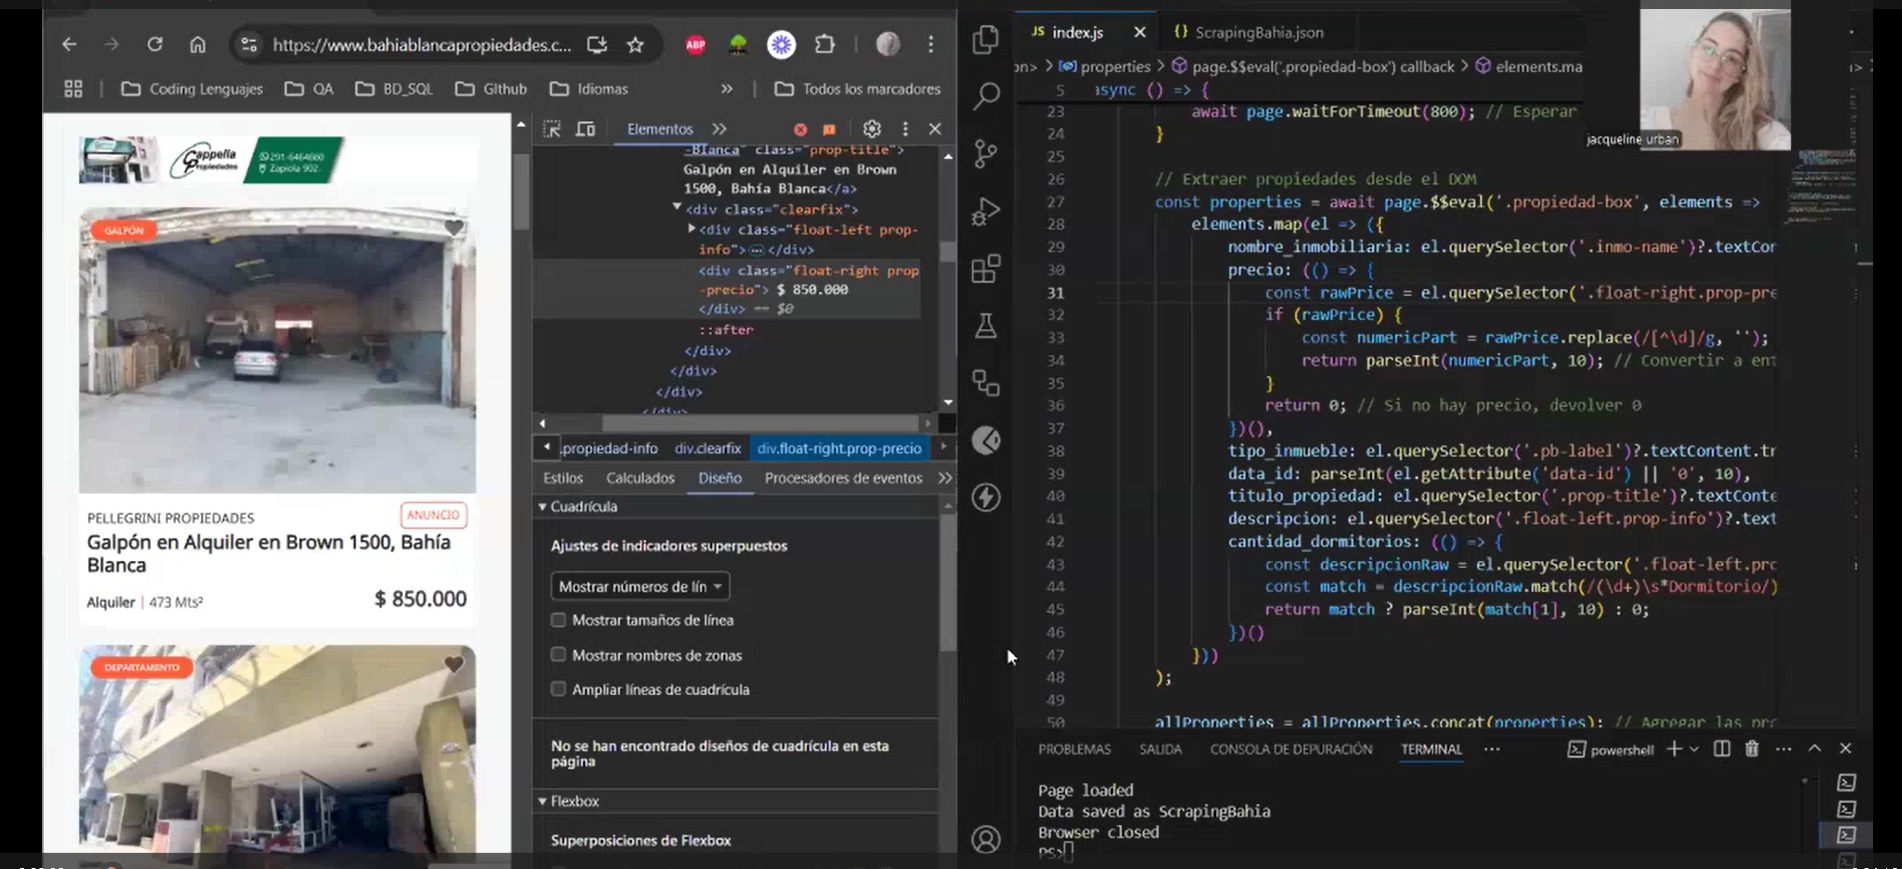 https://www.bahiablancapropiedades.c...
ABP
Coding Lenguajes
QA
BD_SQL
GIthub
Idiomas
»
Todos los marcadores
Cappella
Propiedades
291-6464660
Zapiola 902.
GALPÓN
PELLEGRINI PROPIEDADES
ANUNCIO
Galpón en Alquiler en Brown 1500, Bahía
Blanca
Alquiler | 473 Mts²
$ 850.000
DEPARTAMENTO
Elementos
»
-Blanca" class="prop-title">
Galpón en Alquiler en Brown
1500, Bahía Blanca</a>
<div class="clearfix">
<div class="float-left prop-
info"> … </div>
<div class="float-right prop
-precio"> $ 850.000
</div> == $0
::after
</div>
</div>
</div>
</div>
.propiedad-info
div.clearfix
div.float-right.prop-precio
Estilos
Calculados
Diseño
Procesadores de eventos
»
Cuadrícula
Ajustes de indicadores superpuestos
Mostrar números de lín
Mostrar tamaños de línea
Mostrar nombres de zonas
Ampliar líneas de cuadrícula
No se han encontrado diseños de cuadrícula en esta
página
Flexbox
Superposiciones de Flexbox
JS index.js
{} ScrapingBahia.json
on> > properties > page.$$eval('.propiedad-box') callback > elements.ma
5 async () => {
23 await page.waitForTimeout(800); // Esperar
24 }
25
26 // Extraer propiedades desde el DOM
27 const properties = await page.$$eval('.propiedad-box', elements =>
28 elements.map(el => ({
29 nombre_inmobiliaria: el.querySelector('.inmo-name')?.textCon
30 precio: (() => {
31 const rawPrice = el.querySelector('.float-right.prop-pre
32 if (rawPrice) {
33 const numericPart = rawPrice.replace(/[^\d]/g, '');
34 return parseInt(numericPart, 10); // Convertir a ent
35 }
36 return 0; // Si no hay precio, devolver 0
37 })(),
38 tipo_inmueble: el.querySelector('.pb-label')?.textContent.tr
39 data_id: parseInt(el.getAttribute('data-id') || '0', 10),
40 titulo_propiedad: el.querySelector('.prop-title')?.textConte
41 descripcion: el.querySelector('.float-left.prop-info')?.text
42 cantidad_dormitorios: (() => {
43 const descripcionRaw = el.querySelector('.float-left.pro
44 const match = descripcionRaw.match(/(\d+)\s*Dormitorio/)
45 return match ? parseInt(match[1], 10) : 0;
46 })()
47 }))
48 );
49
50 allProperties = allProperties.concat(properties); // Agregar las pro
jacqueline urban
PROBLEMAS
SALIDA
CONSOLA DE DEPURACIÓN
TERMINAL
powershell
Page loaded
Data saved as ScrapingBahia
Browser closed
PS>